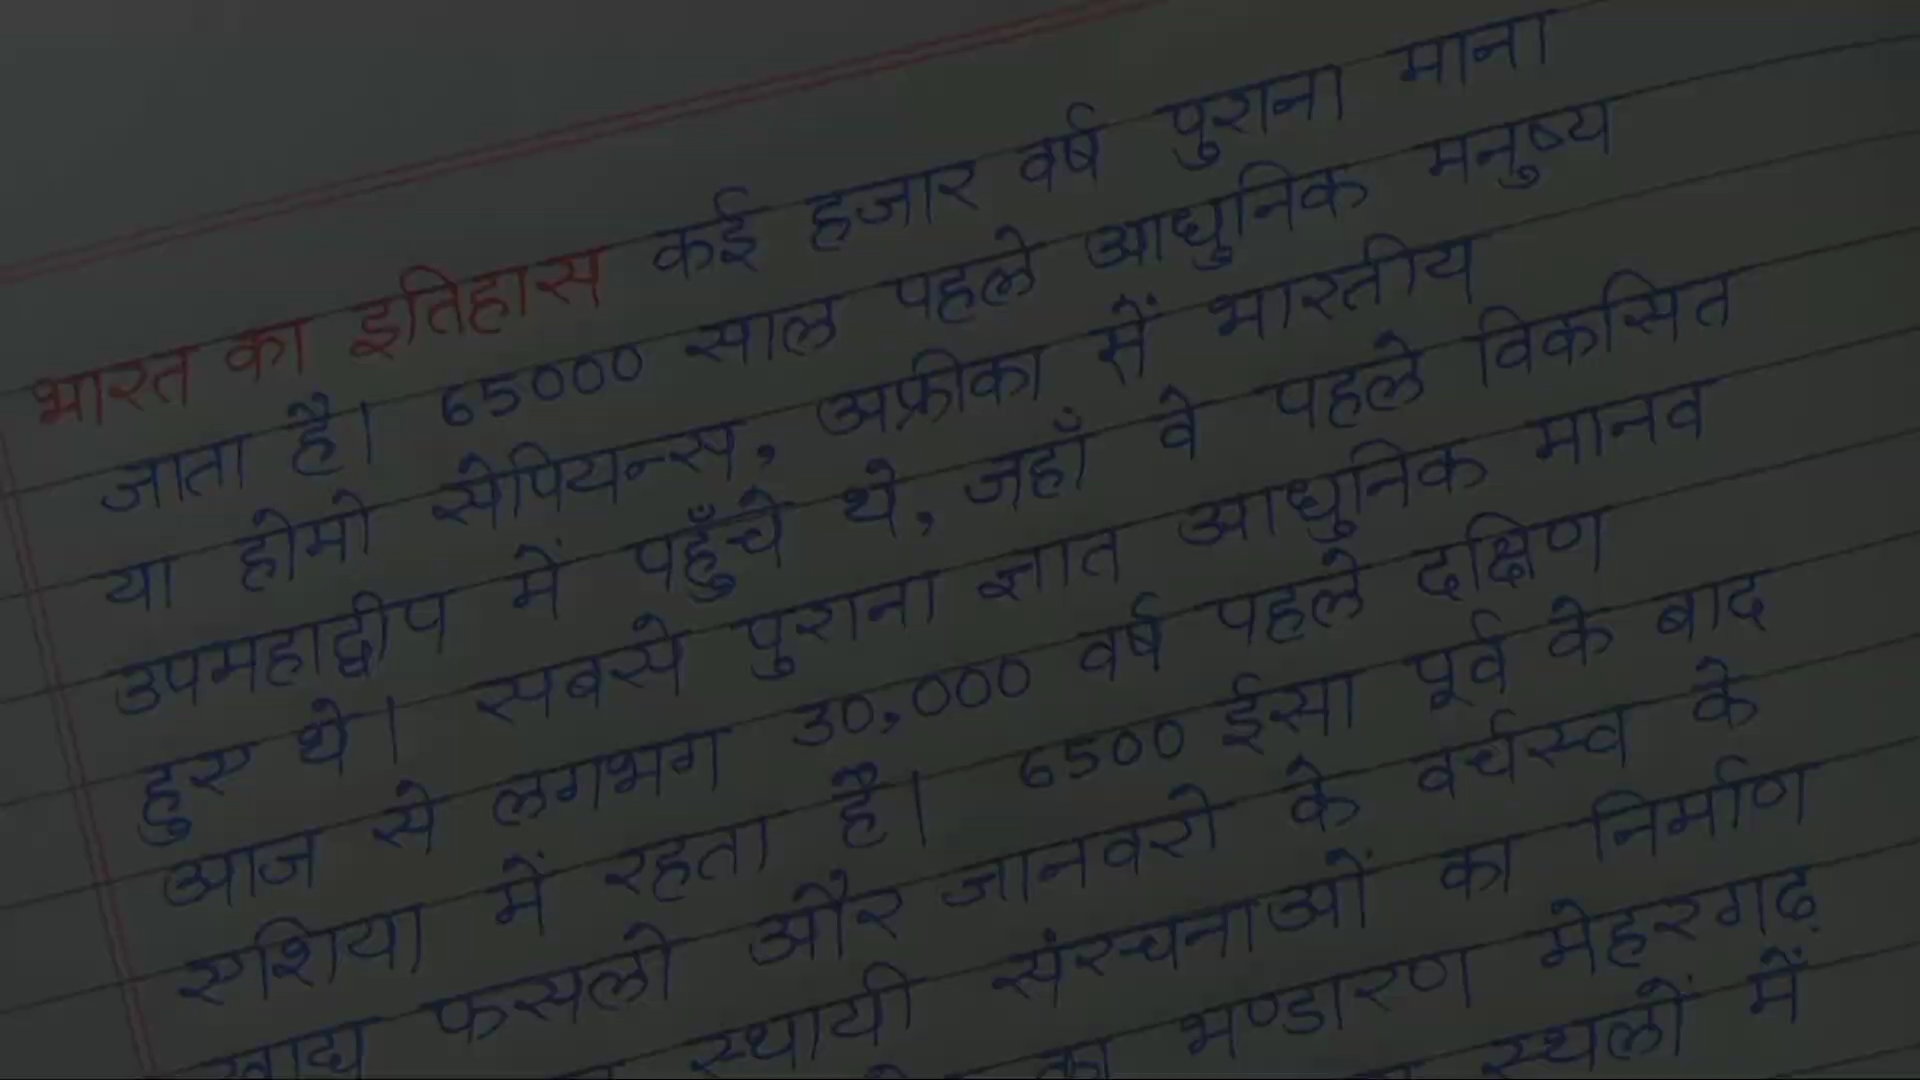 भारत का इतिहास कई हजार वर्ष पुराना माना
जाता है। 65000 साल पहले आधुनिक मनुष्य
या होमो सेपियन्स, अफ्रीका से भारतीय
उपमहाद्वीप में पहुँचे थे, जहाँ वे पहले विकसित
हुए थे। सबसे पुराना ज्ञात आधुनिक मानव
आज से लगभग 30,000 वर्ष पहले दक्षिण
एशिया में रहता है। 6500 ईसा पूर्व के बाद
खाद्य फसलो और जानवरो के वर्चस्व के
स्थायी संरचनाओं का निर्माण
का भण्डारण मेहरगढ़
स्थलों में